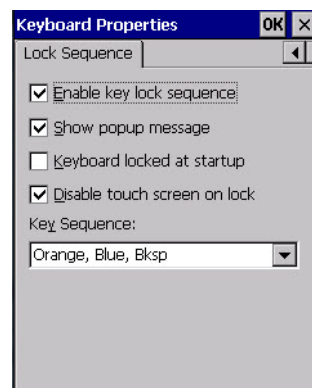 Keyboard Properties OK ×
Lock Sequence
Enable key lock sequence
Show popup message
Keyboard locked at startup
Disable touch screen on lock
Key Sequence:
Orange, Blue, Bksp